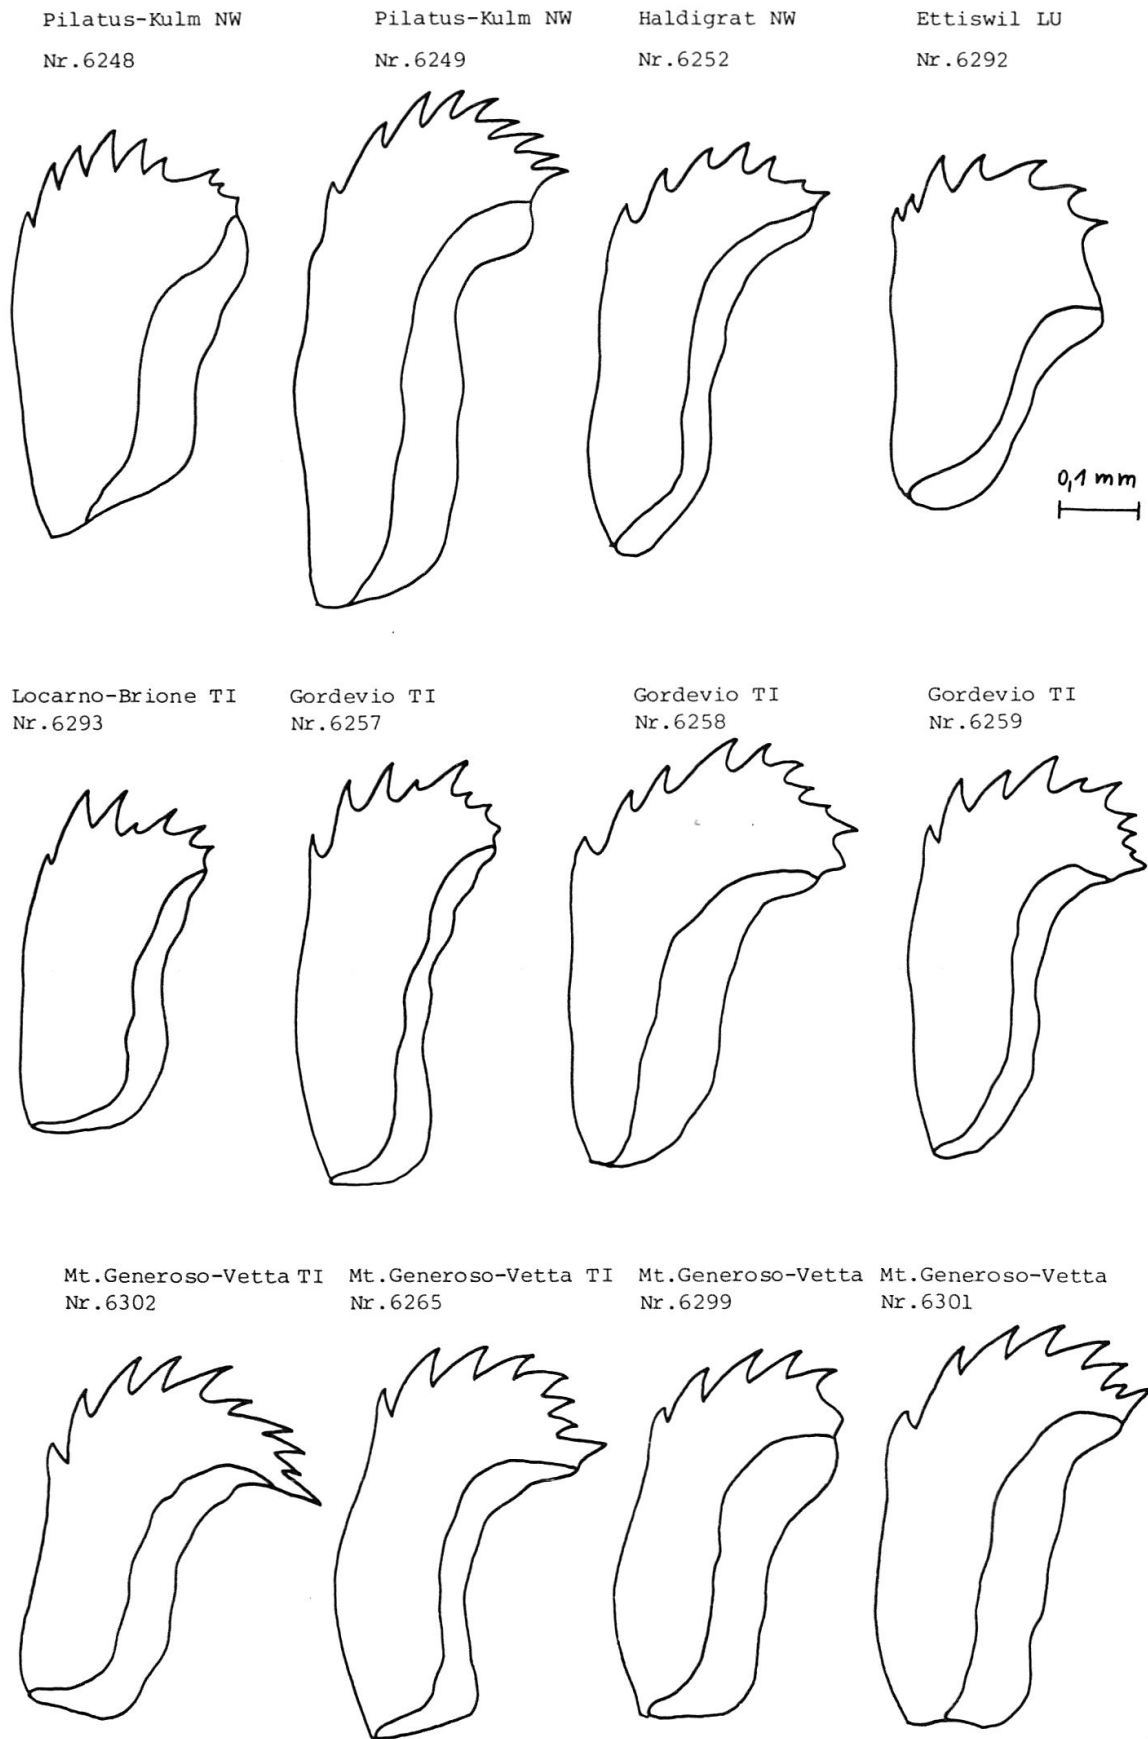 Pilatus-Kulm NW
Nr.6248
Pilatus-Kulm NW
Nr.6249
Haldigrat NW
Nr.6252
Ettiswil LU
Nr.6292
0,1 mm
Locarno-Brione TI
Nr.6293
Gordevio TI
Nr.6257
Gordevio TI
Nr.6258
Gordevio TI
Nr.6259
Mt.Generoso-Vetta TI
Nr.6302
Mt.Generoso-Vetta TI
Nr.6265
Mt.Generoso-Vetta
Nr.6299
Mt.Generoso-Vetta
Nr.6301